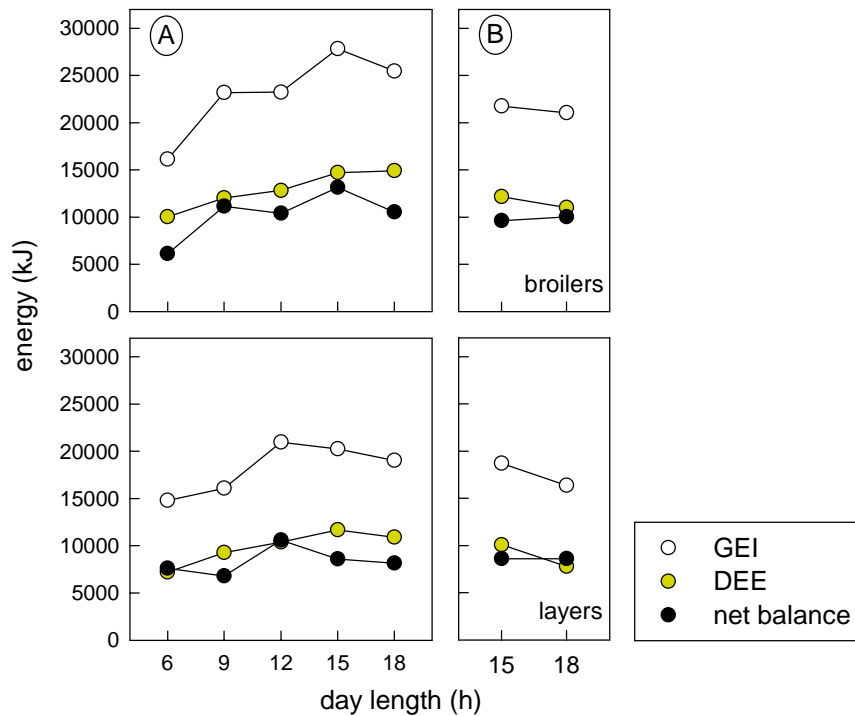 A
B
30000
25000
20000
15000
10000
5000
0
broilers
energy (kJ)
30000
25000
20000
15000
10000
5000
0
layers
6 9 12 15 18
15 18
day length (h)
GEI
DEE
net balance